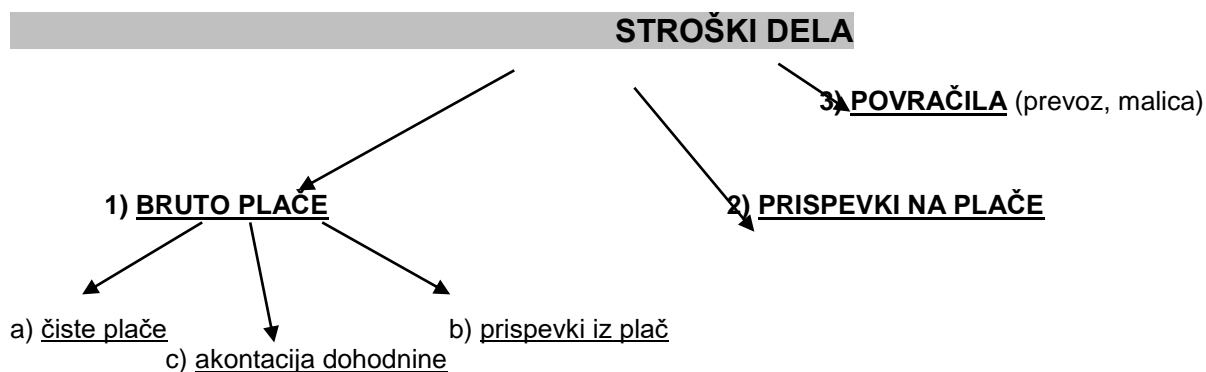 STROŠKI DELA
3) POVRAČILA (prevoz, malica)
1) BRUTO PLAČE
2) PRISPEVKI NA PLAČE
a) čiste plače
b) prispevki iz plač
c) akontacija dohodnine